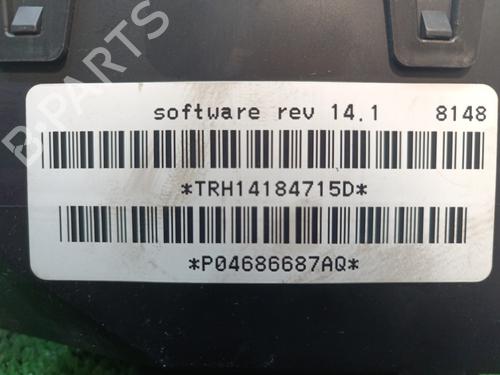 B-PARTS
software rev 14.1 8148
*TRH14184715D*
*P04686687AQ*